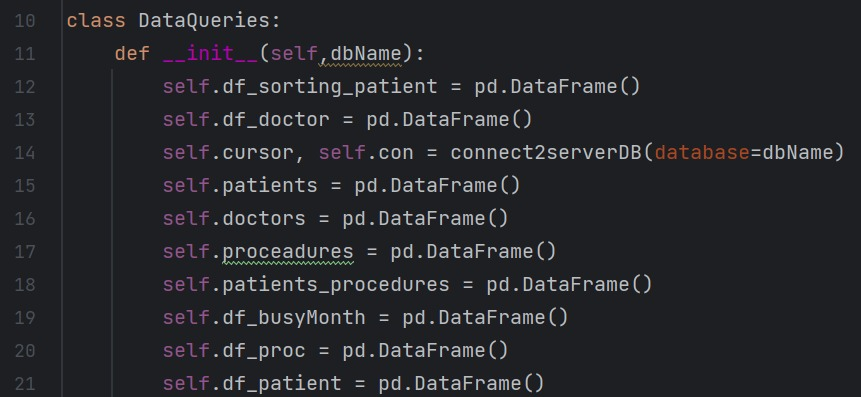 10 class DataQueries:
11 def __init__(self,dbName):
12 self.df_sorting_patient = pd.DataFrame()
13 self.df_doctor = pd.DataFrame()
14 self.cursor, self.con = connect2serverDB(database=dbName)
15 self.patients = pd.DataFrame()
16 self.doctors = pd.DataFrame()
17 self.proceadures = pd.DataFrame()
18 self.patients_procedures = pd.DataFrame()
19 self.df_busyMonth = pd.DataFrame()
20 self.df_proc = pd.DataFrame()
21 self.df_patient = pd.DataFrame()